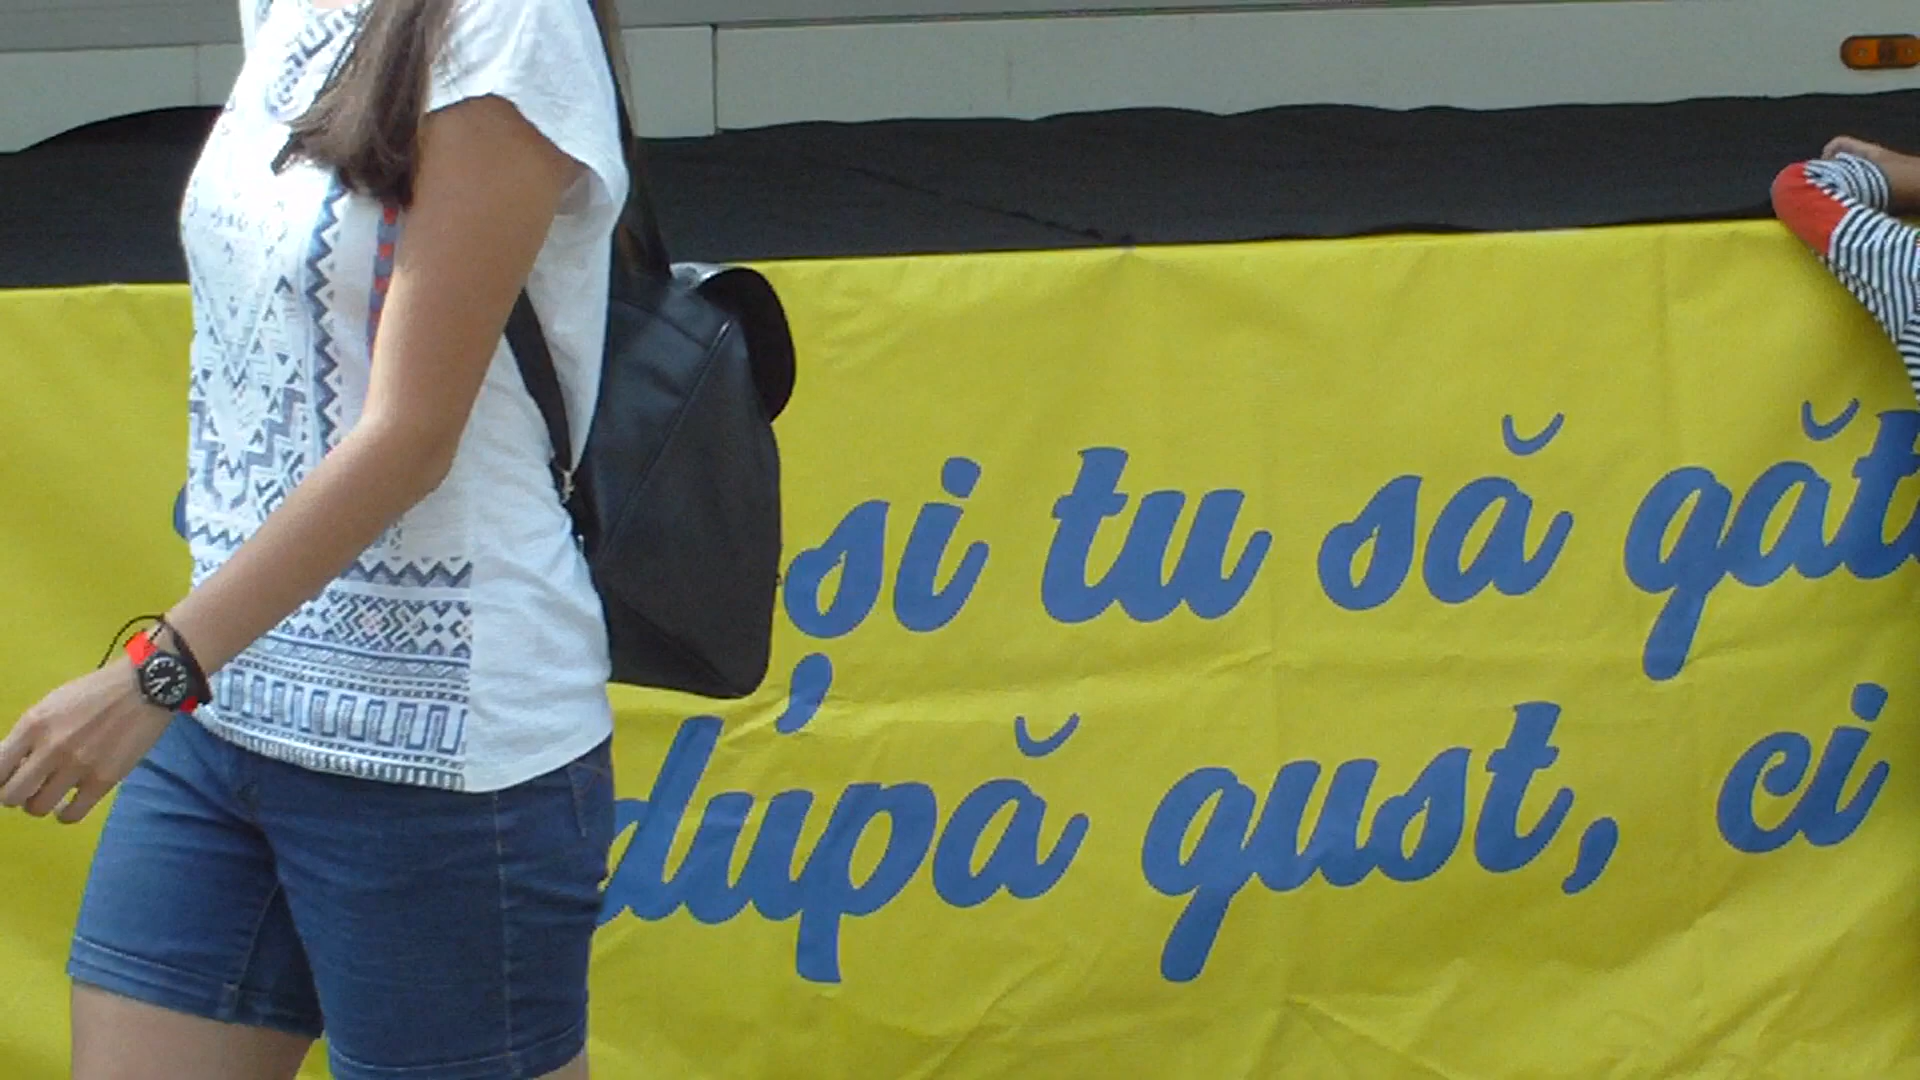 și tu să găt
după gust, ci